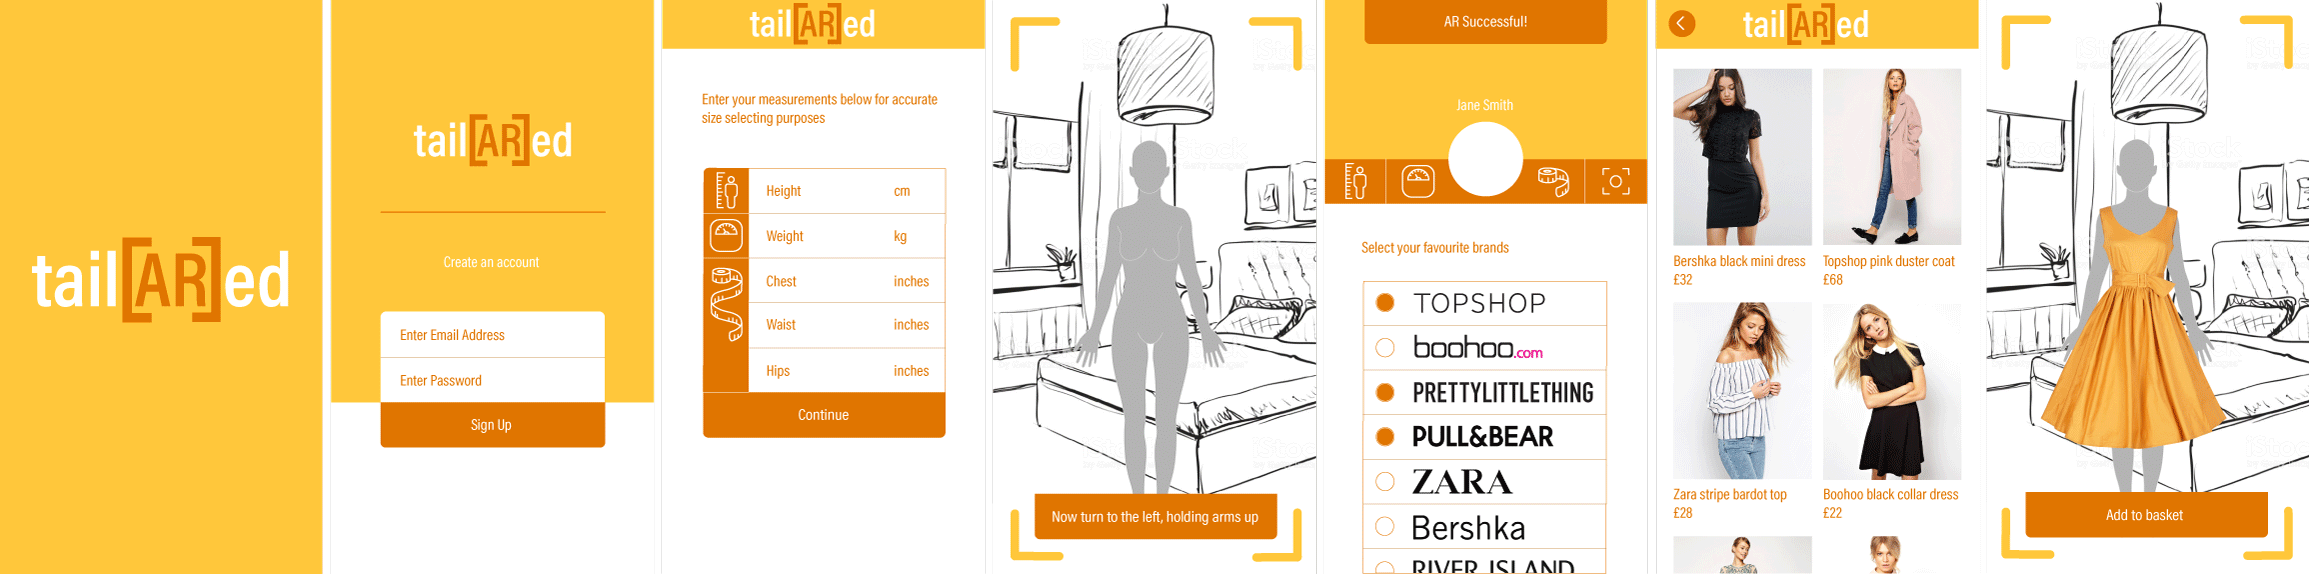 tail[AR]ed
tail[AR]ed
Create an account
Enter Email Address
Enter Password
Sign Up
tail[AR]ed
Enter your measurements below for accurate
size selecting purposes
Height cm
Weight kg
Chest inches
Waist inches
Hips inches
Continue
iStock
Now turn to the left, holding arms up
AR Successful!
Jane Smith
Select your favourite brands
TOPSHOP
boohoo.com
PRETTYLITTLETHING
PULL&BEAR
ZARA
Bershka
RIVER ISLAND
tail[AR]ed
Bershka black mini dress
£32
Topshop pink duster coat
£68
Zara stripe bardot top
£28
Boohoo black collar dress
£22
iStock
Add to basket